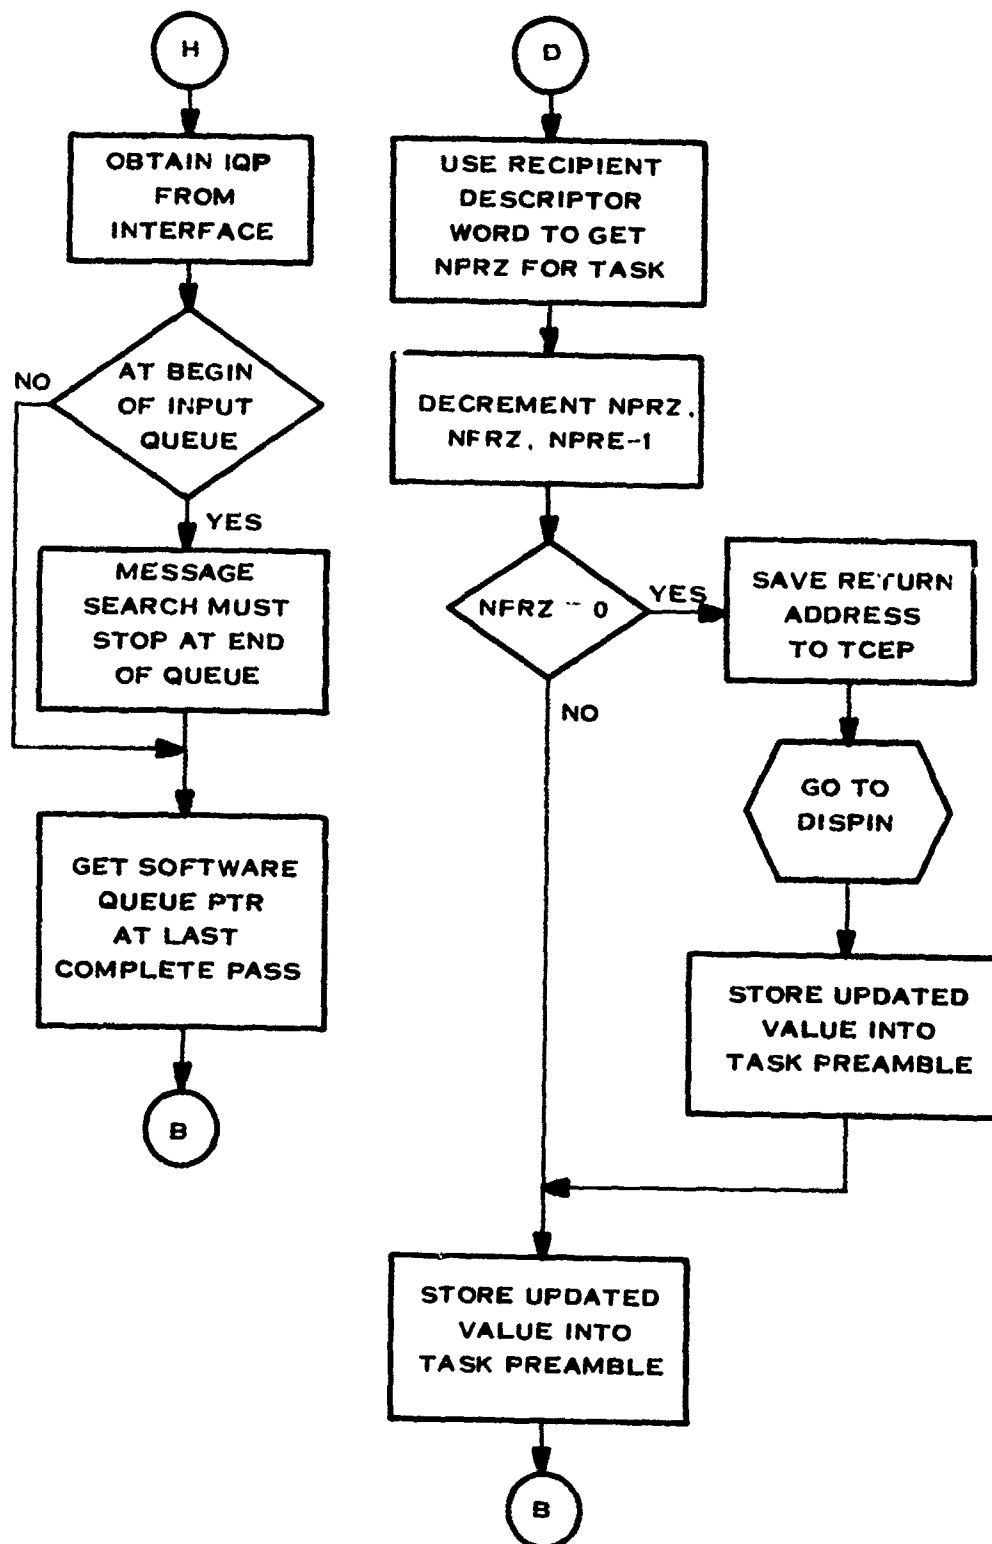 H
OBTAIN IQP
FROM
INTERFACE
AT BEGIN
OF INPUT
QUEUE
NO
YES
MESSAGE
SEARCH MUST
STOP AT END
OF QUEUE
GET SOFTWARE
QUEUE PTR
AT LAST
COMPLETE PASS
B
D
USE RECIPIENT
DESCRIPTOR
WORD TO GET
NPRZ FOR TASK
DECREMENT NPRZ,
NFRZ, NPRE-1
NFRZ = 0
YES
NO
SAVE RETURN
ADDRESS
TO TCEP
GO TO
DISPIN
STORE UPDATED
VALUE INTO
TASK PREAMBLE
STORE UPDATED
VALUE INTO
TASK PREAMBLE
B